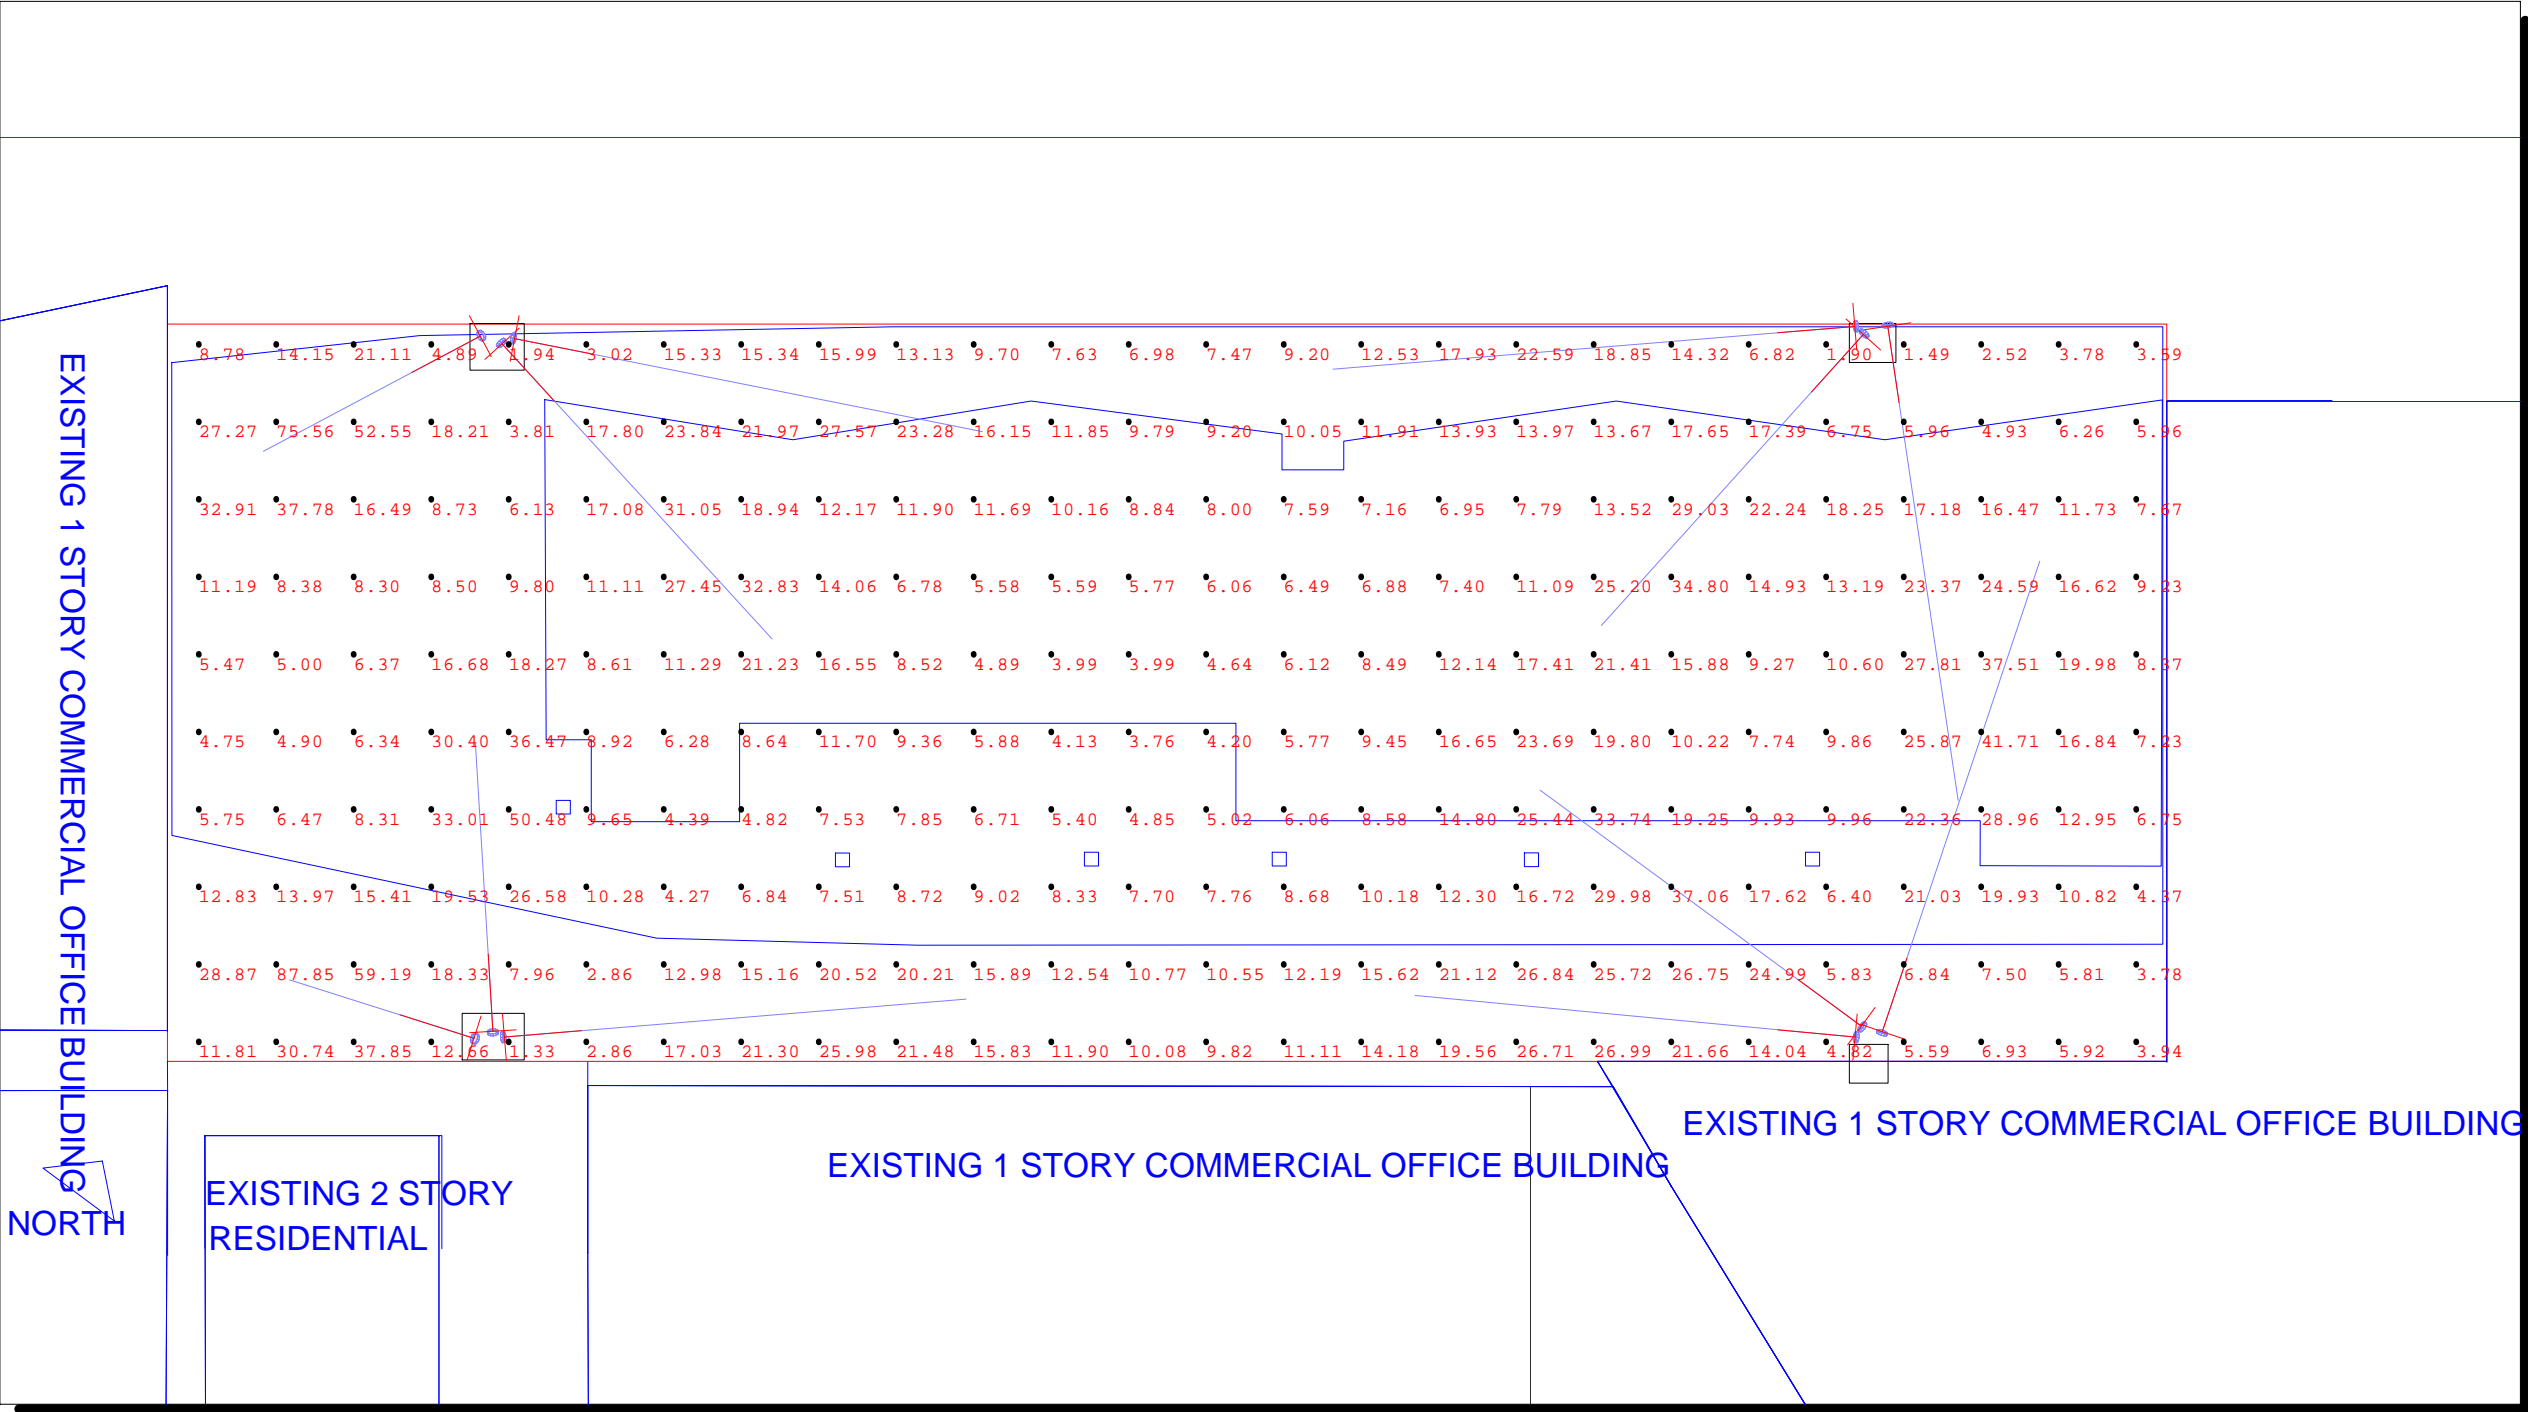 8.78 14.15 21.11 4.89 1.94 3.02 15.33 15.34 15.99 13.13 9.70 7.63 6.98 7.47 9.20 12.53 17.93 22.59 18.85 14.32 6.82 1.90 1.49 2.52 3.78 3.59
27.27 75.56 52.55 18.21 3.81 17.80 23.84 21.97 27.57 23.28 16.15 11.85 9.79 9.20 10.05 11.91 13.93 13.97 13.67 17.65 17.39 6.75 5.96 4.93 6.26 5.96
32.91 37.78 16.49 8.73 6.13 17.08 31.05 18.94 12.17 11.90 11.69 10.16 8.84 8.00 7.59 7.16 6.95 7.79 13.52 29.03 22.24 18.25 17.18 16.47 11.73 7.67
11.19 8.38 8.30 8.50 9.80 11.11 27.45 32.83 14.06 6.78 5.58 5.59 5.77 6.06 6.49 6.88 7.40 11.09 25.20 34.80 14.93 13.19 23.37 24.59 16.62 9.23
5.47 5.00 6.37 16.68 18.27 8.61 11.29 21.23 16.55 8.52 4.89 3.99 3.99 4.64 6.12 8.49 12.14 17.41 21.41 15.88 9.27 10.60 27.81 37.51 19.98 8.37
4.75 4.90 6.34 30.40 36.47 8.92 6.28 8.64 11.70 9.36 5.88 4.13 3.76 4.20 5.77 9.45 16.65 23.69 19.80 10.22 7.74 9.86 25.87 41.71 16.84 7.23
5.75 6.47 8.31 33.01 50.48 9.65 4.39 4.82 7.53 7.85 6.71 5.40 4.85 5.02 6.06 8.58 14.80 25.44 33.74 19.25 9.93 9.96 22.36 28.96 12.95 6.75
12.83 13.97 15.41 19.53 26.58 10.28 4.27 6.84 7.51 8.72 9.02 8.33 7.70 7.76 8.68 10.18 12.30 16.72 29.98 37.06 17.62 6.40 21.03 19.93 10.82 4.37
28.87 87.85 59.19 18.33 7.96 2.86 12.98 15.16 20.52 20.21 15.89 12.54 10.77 10.55 12.19 15.62 21.12 26.84 25.72 26.75 24.99 5.83 6.84 7.50 5.81 3.78
11.81 30.74 37.85 12.66 1.33 2.86 17.03 21.30 25.98 21.48 15.83 11.90 10.08 9.82 11.11 14.18 19.56 26.71 26.99 21.66 14.04 4.82 5.59 6.93 5.92 3.94
EXISTING 1 STORY COMMERCIAL OFFICE BUILDING
EXISTING 1 STORY COMMERCIAL OFFICE BUILDING
EXISTING 1 STORY COMMERCIAL OFFICE BUILDING
EXISTING 2 STORY
RESIDENTIAL
NORTH